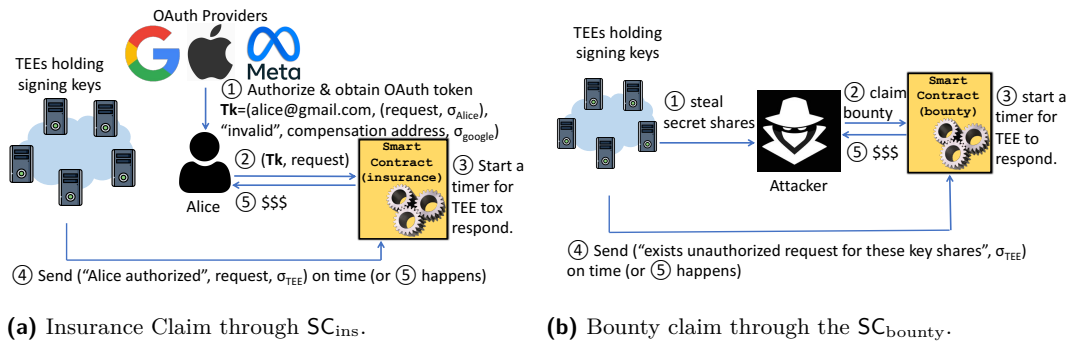 OAuth Providers
Meta
TEEs holding
signing keys
① Authorize & obtain OAuth token
Tk=(alice@gmail.com, (request, σAlice),
“invalid”, compensation address, σgoogle)
② (Tk, request)
⑤ $$$
Alice
Smart
Contract
(insurance)
③ Start a
timer for
TEE tox
respond.
④ Send (“Alice authorized”, request, σTEE) on time (or ⑤ happens)
(a) Insurance Claim through SCins.
TEEs holding
signing keys
① steal
secret shares
Attacker
② claim
bounty
⑤ $$$
Smart
Contract
(bounty)
③ start a
timer for
TEE to
respond.
④ Send (“exists unauthorized request for these key shares”, σTEE)
on time (or ⑤ happens)
(b) Bounty claim through the SCbounty.